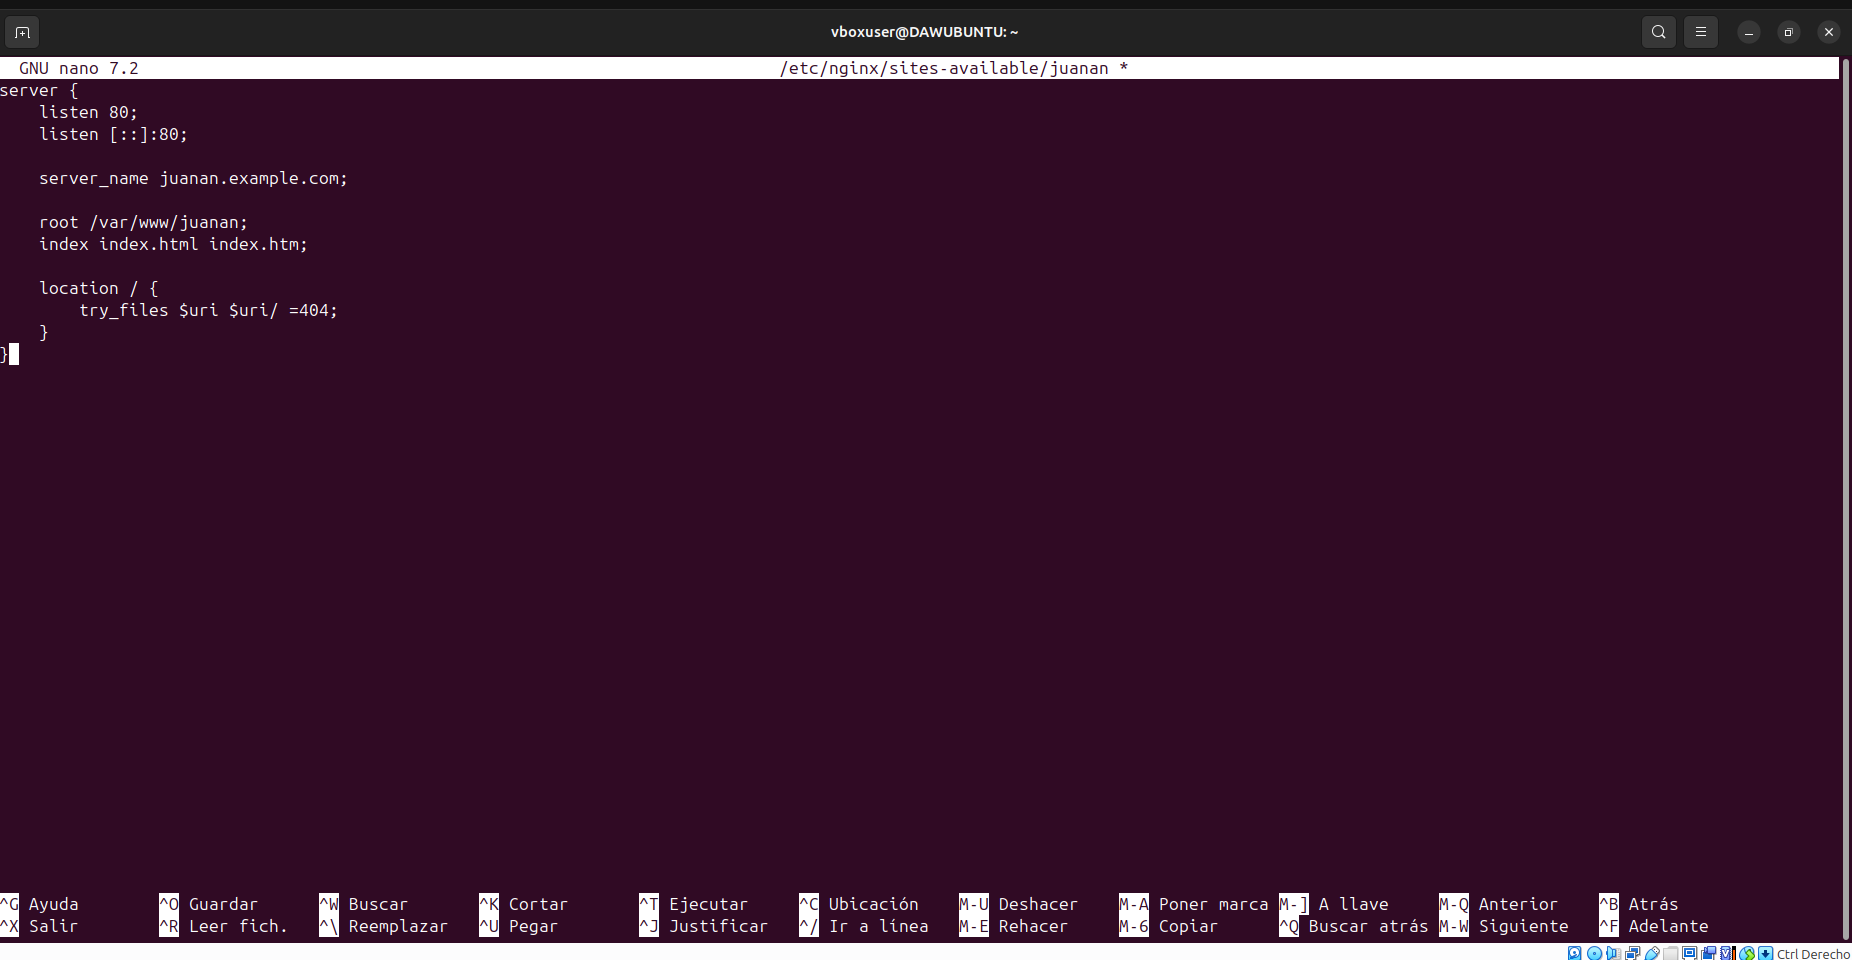 vboxuser@DAWUBUNTU: ~
GNU nano 7.2 /etc/nginx/sites-available/juanan *
server {
    listen 80;
    listen [::]:80;

    server_name juanan.example.com;

    root /var/www/juanan;
    index index.html index.htm;

    location / {
        try_files $uri $uri/ =404;
    }
}
^G Ayuda ^O Guardar ^W Buscar ^K Cortar ^T Ejecutar ^C Ubicación M-U Deshacer M-A Poner marca M-] A llave M-Q Anterior ^B Atrás
^X Salir ^R Leer fich. ^\ Reemplazar ^U Pegar ^J Justificar ^/ Ir a línea M-E Rehacer M-6 Copiar ^Q Buscar atrás M-W Siguiente ^F Adelante
Ctrl Derecho